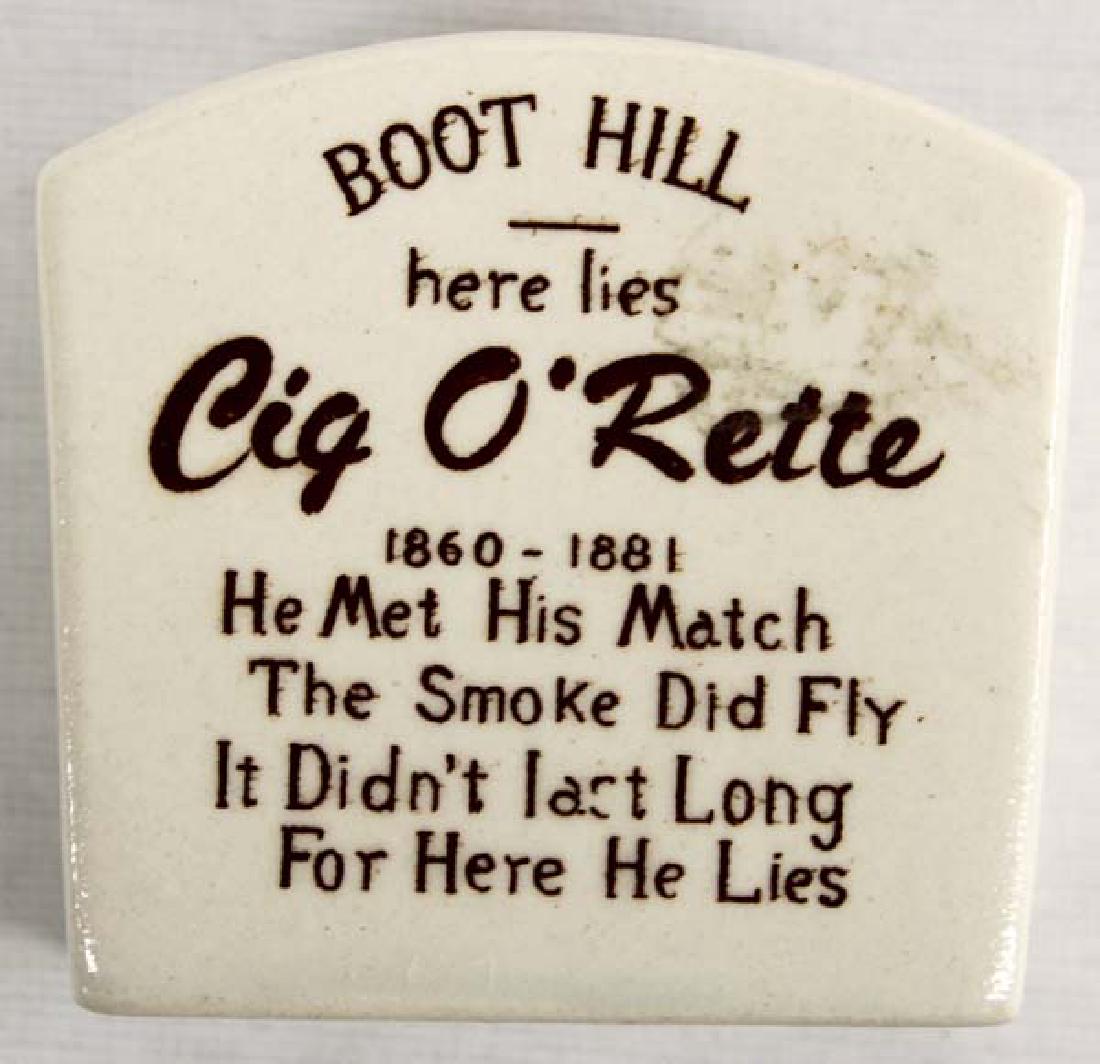 BOOT HILL
here lies
Cig O'Rette
1860 - 1881
He Met His Match
The Smoke Did Fly
It Didn't last Long
For Here He Lies